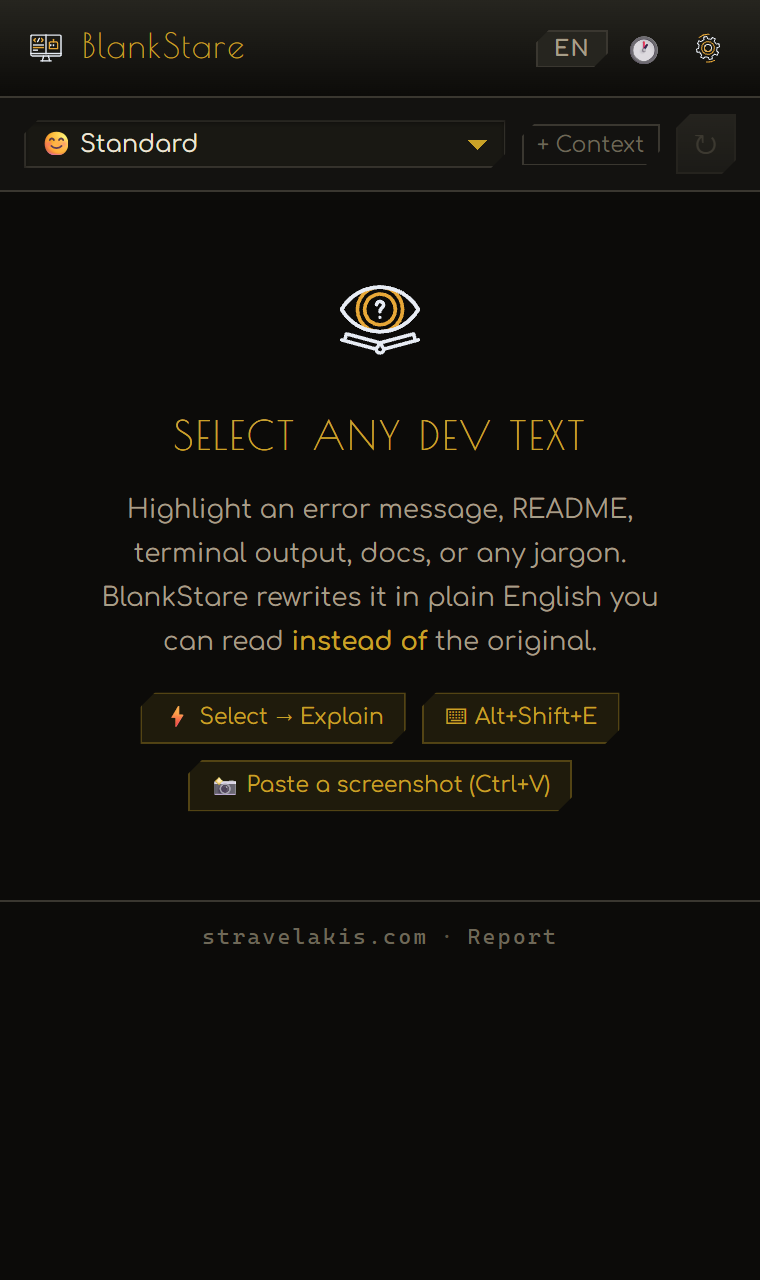 BlankStare
EN
Standard
+ Context
SELECT ANY DEV TEXT
Highlight an error message, README,
terminal output, docs, or any jargon.
BlankStare rewrites it in plain English you
can read instead of the original.
Select → Explain
Alt+Shift+E
Paste a screenshot (Ctrl+V)
stravelakis.com · Report